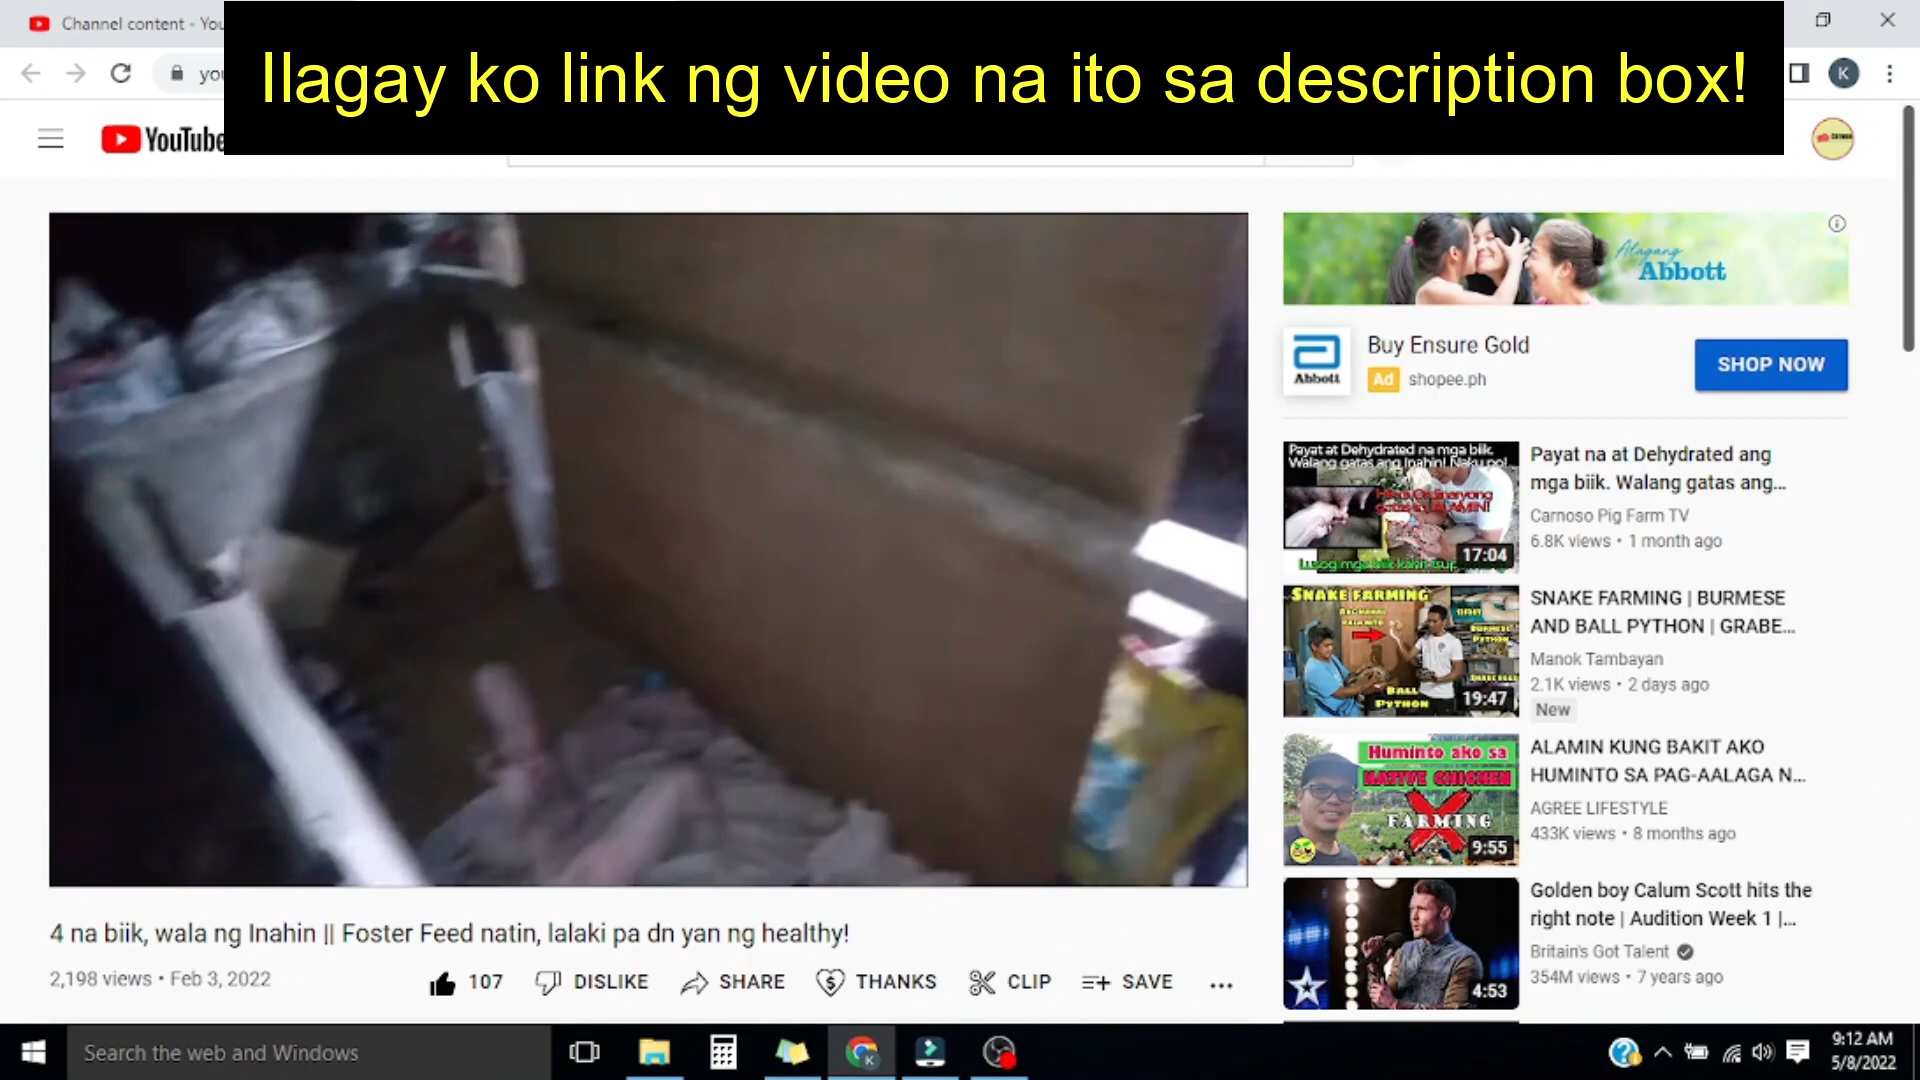 Channel content - You
Ilagay ko link ng video na ito sa description box!
you
K
YouTube
Alagang
Abbott
Buy Ensure Gold
Abbott
Ad shopee.ph
SHOP NOW
Payat at Dehydrated na mga biik.
Walang gatas ang Inahin! Naku po!
17:04
Payat na at Dehydrated ang
mga biik. Walang gatas ang...
Carnoso Pig Farm TV
6.8K views • 1 month ago
SNAKE FARMING
BALL
PYTHON
19:47
SNAKE FARMING | BURMESE
AND BALL PYTHON | GRABE...
Manok Tambayan
2.1K views • 2 days ago
New
Huminto ako sa
NATIVE CHICKEN
FARMING
9:55
ALAMIN KUNG BAKIT AKO
HUMINTO SA PAG-AALAGA N...
AGREE LIFESTYLE
433K views • 8 months ago
4:53
Golden boy Calum Scott hits the
right note | Audition Week 1 |...
Britain's Got Talent
354M views • 7 years ago
4 na biik, wala ng Inahin || Foster Feed natin, lalaki pa dn yan ng healthy!
2,198 views • Feb 3, 2022
107 DISLIKE SHARE THANKS CLIP SAVE ...
Search the web and Windows
9:12 AM
5/8/2022